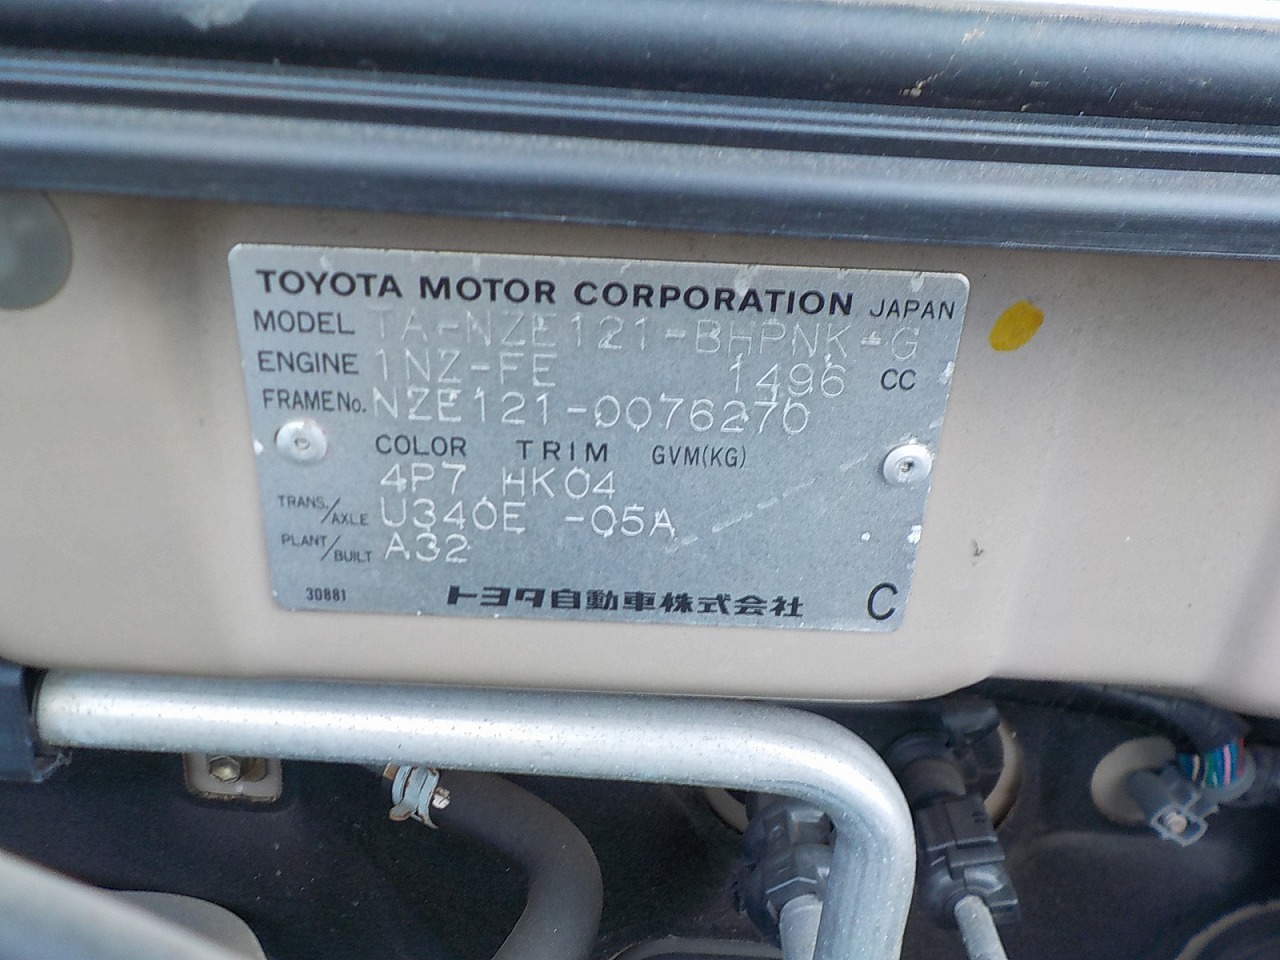 TOYOTA MOTOR CORPORATION JAPAN
MODEL TA-NZE121-BHPNK-G
ENGINE 1NZ-FE 1496 CC
FRAME No. NZE121-0076270
COLOR TRIM GVM(KG)
4P7 HK04
TRANS./AXLE U340E -05A
PLANT/BUILT A32
30881 トヨタ自動車株式会社 C